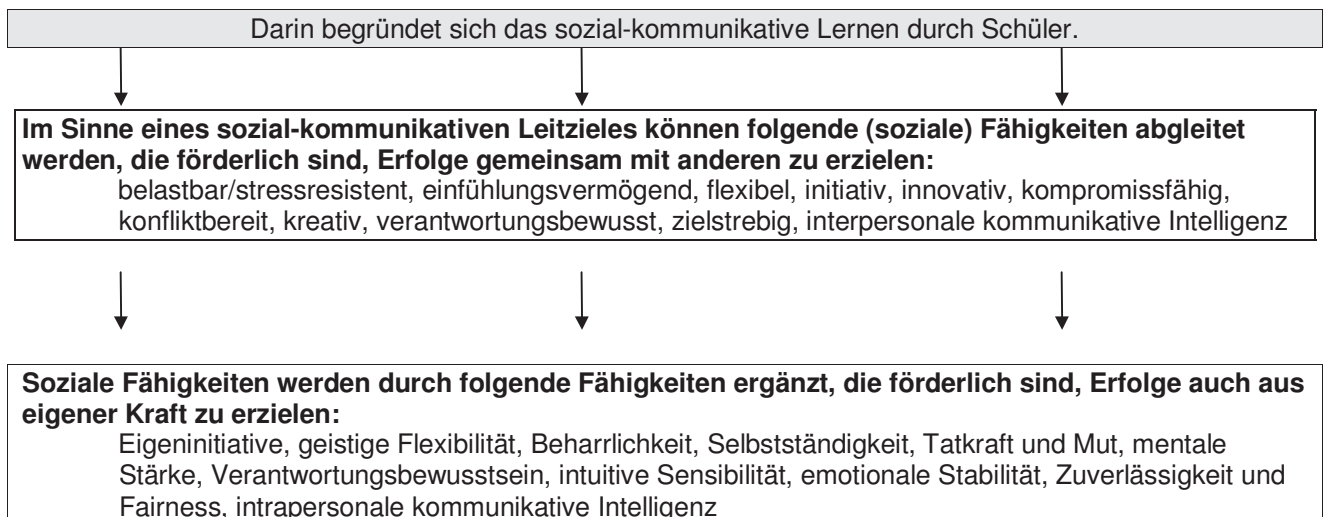 Darin begründet sich das sozial-kommunikative Lernen durch Schüler.
Im Sinne eines sozial-kommunikativen Leitzieles können folgende (soziale) Fähigkeiten abgleitet
werden, die förderlich sind, Erfolge gemeinsam mit anderen zu erzielen:
belastbar/stressresistent, einfühlungsvermögend, flexibel, initiativ, innovativ, kompromissfähig,
konfliktbereit, kreativ, verantwortungsbewusst, zielstrebig, interpersonale kommunikative Intelligenz
Soziale Fähigkeiten werden durch folgende Fähigkeiten ergänzt, die förderlich sind, Erfolge auch aus
eigener Kraft zu erzielen:
Eigeninitiative, geistige Flexibilität, Beharrlichkeit, Selbstständigkeit, Tatkraft und Mut, mentale
Stärke, Verantwortungsbewusstsein, intuitive Sensibilität, emotionale Stabilität, Zuverlässigkeit und
Fairness, intrapersonale kommunikative Intelligenz